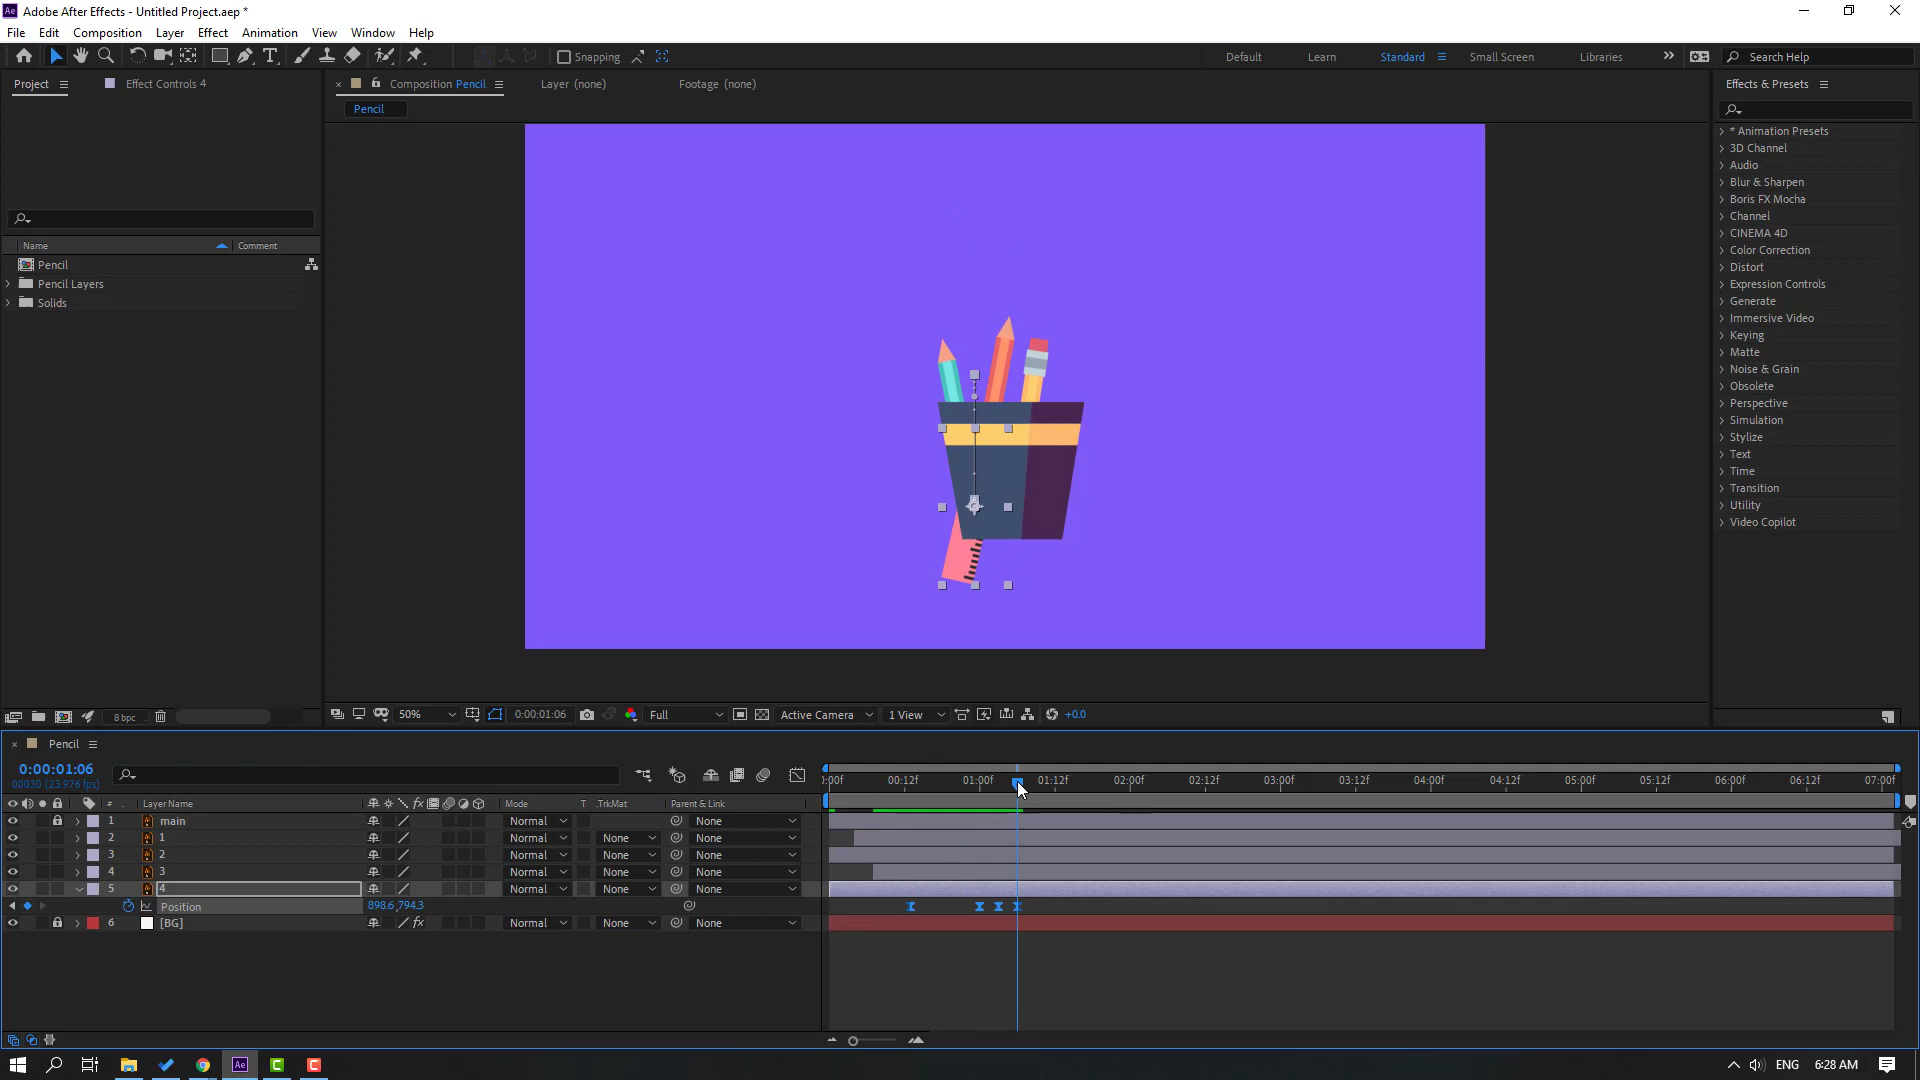 Adobe After Effects - Untitled Project.aep *
File Edit Composition Layer Effect Animation View Window Help
Snapping Default Learn Standard Small Screen Libraries Search Help
Project Effect Controls 4 Composition Pencil Layer (none) Footage (none) Effects & Presets
Pencil
Name Comment
Pencil
Pencil Layers
Solids
* Animation Presets
3D Channel
Audio
Blur & Sharpen
Boris FX Mocha
Channel
CINEMA 4D
Color Correction
Distort
Expression Controls
Generate
Immersive Video
Keying
Matte
Noise & Grain
Obsolete
Perspective
Simulation
Stylize
Text
Time
Transition
Utility
Video Copilot
8 bpc 50% 0:00:01:06 Full Active Camera 1 View +0.0
Pencil
0:00:01:06
00030 (23.976 fps)
:00f 00:12f 01:00f 01:12f 02:00f 02:12f 03:00f 03:12f 04:00f 04:12f 05:00f 05:12f 06:00f 06:12f 07:00f
# Layer Name Mode T .TrkMat Parent & Link
1 main Normal None
2 1 Normal None None
3 2 Normal None None
4 3 Normal None None
5 4 Normal None None
Position 898.6,794.3
6 [BG] Normal None None
ENG 6:28 AM